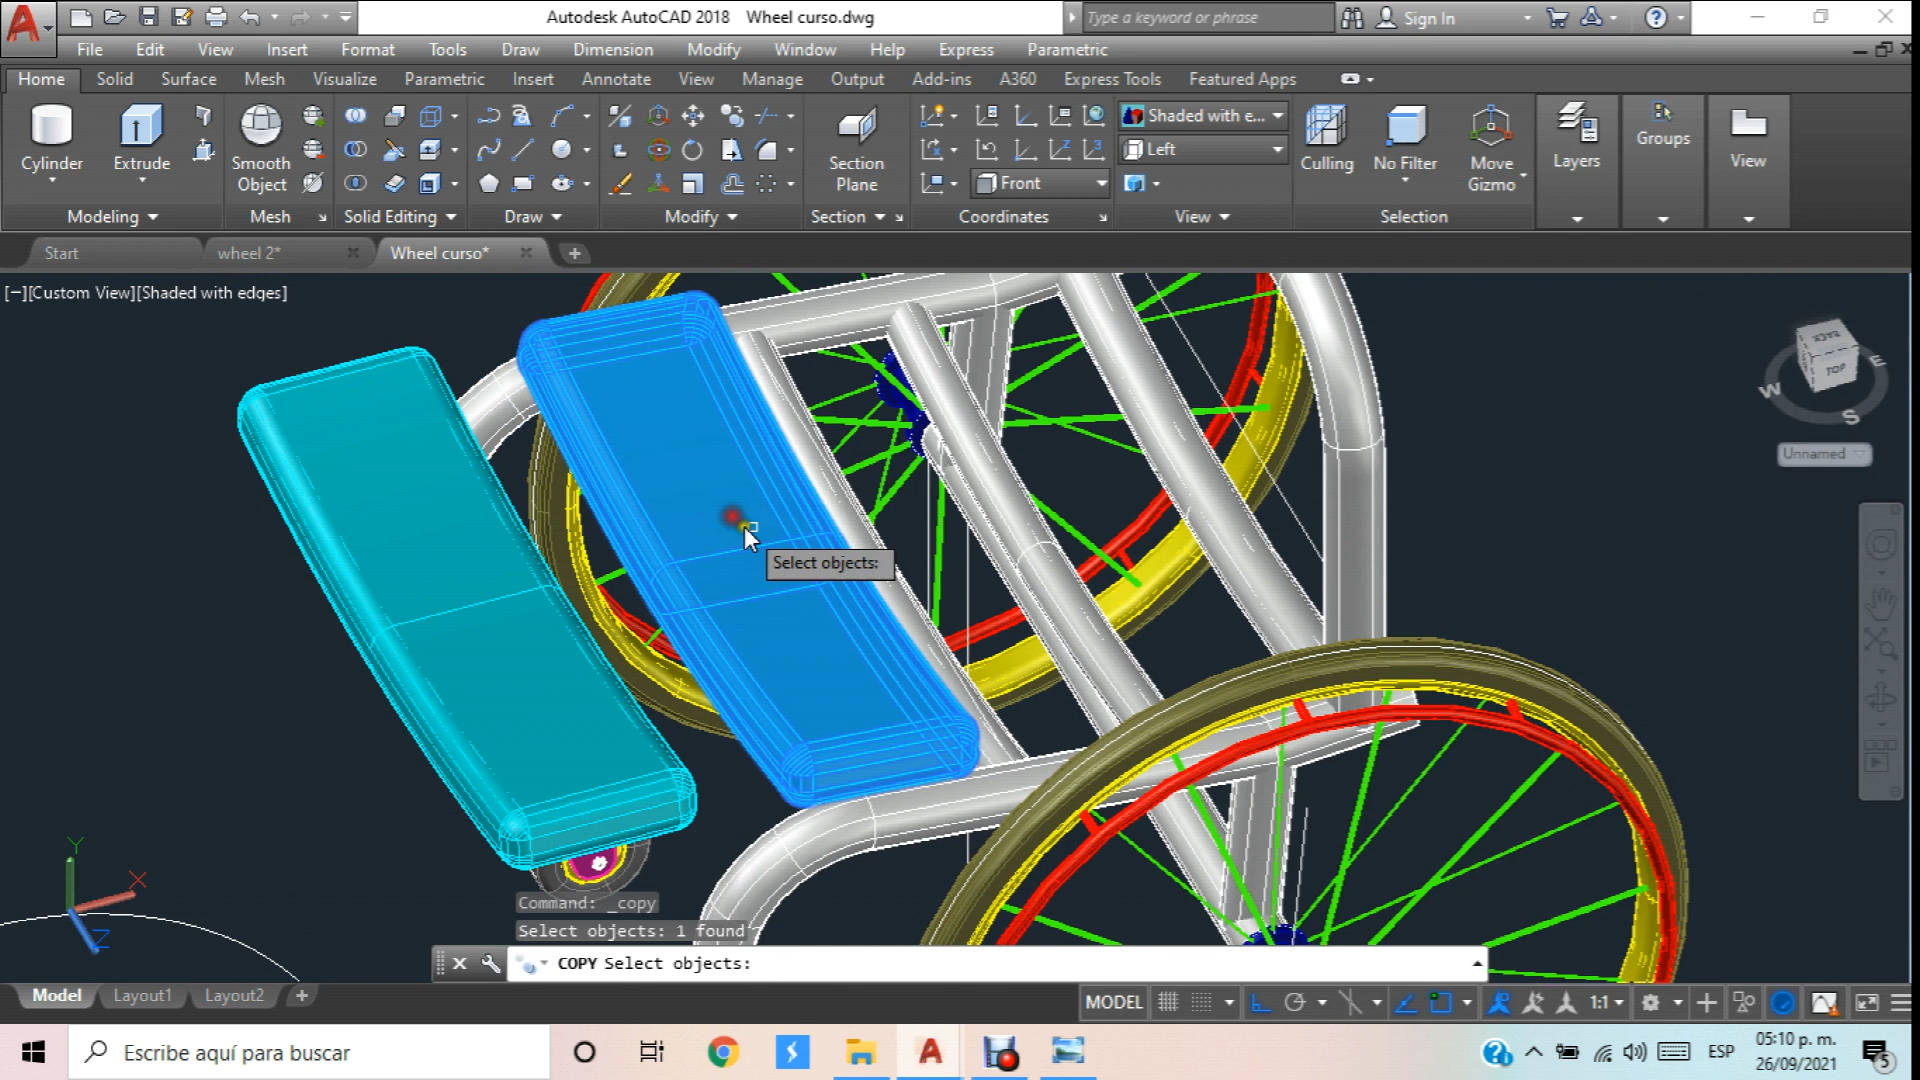 Autodesk AutoCAD 2018 Wheel curso.dwg
Type a keyword or phrase
Sign In
File Edit View Insert Format Tools Draw Dimension Modify Window Help Express Parametric
Home Solid Surface Mesh Visualize Parametric Insert Annotate View Manage Output Add-ins A360 Express Tools Featured Apps
Cylinder
Extrude
Smooth Object
Section Plane
Front
Shaded with e...
Left
Culling
No Filter
Move Gizmo
Layers
Groups
View
Modeling
Mesh
Solid Editing
Draw
Modify
Section
Coordinates
View
Selection
Start
wheel 2*
Wheel curso*
[−][Custom View][Shaded with edges]
BACK
TOP
W
E
S
Unnamed
Select objects:
Y
X
Z
Command: _copy
Select objects: 1 found
COPY Select objects:
Model Layout1 Layout2
MODEL
1:1
Escribe aquí para buscar
ESP
05:10 p. m.
26/09/2021
5